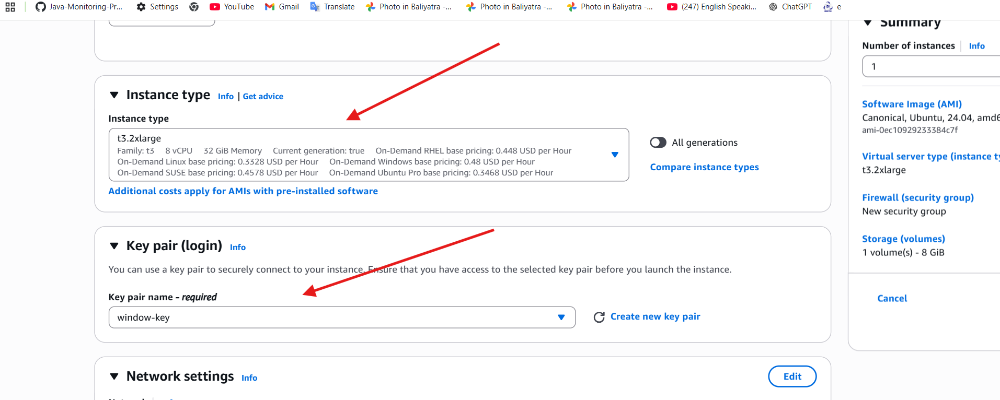 Java-Monitoring-Pr...
Settings
YouTube
Gmail
Translate
Photo in Baliyatra -...
Photo in Baliyatra -...
Photo in Baliyatra -...
(247) English Speaki...
ChatGPT
e
Instance type Info | Get advice
Instance type
t3.2xlarge
Family: t3 8 vCPU 32 GiB Memory Current generation: true On-Demand RHEL base pricing: 0.448 USD per Hour
On-Demand Linux base pricing: 0.3328 USD per Hour On-Demand Windows base pricing: 0.48 USD per Hour
On-Demand SUSE base pricing: 0.4578 USD per Hour On-Demand Ubuntu Pro base pricing: 0.3468 USD per Hour
All generations
Compare instance types
Additional costs apply for AMIs with pre-installed software
Key pair (login) Info
You can use a key pair to securely connect to your instance. Ensure that you have access to the selected key pair before you launch the instance.
Key pair name - required
window-key
Create new key pair
Network settings Info
Edit
Summary
Number of instances Info
1
Software Image (AMI)
Canonical, Ubuntu, 24.04, amd6
ami-0ec10929233384c7f
Virtual server type (instance ty
t3.2xlarge
Firewall (security group)
New security group
Storage (volumes)
1 volume(s) - 8 GiB
Cancel